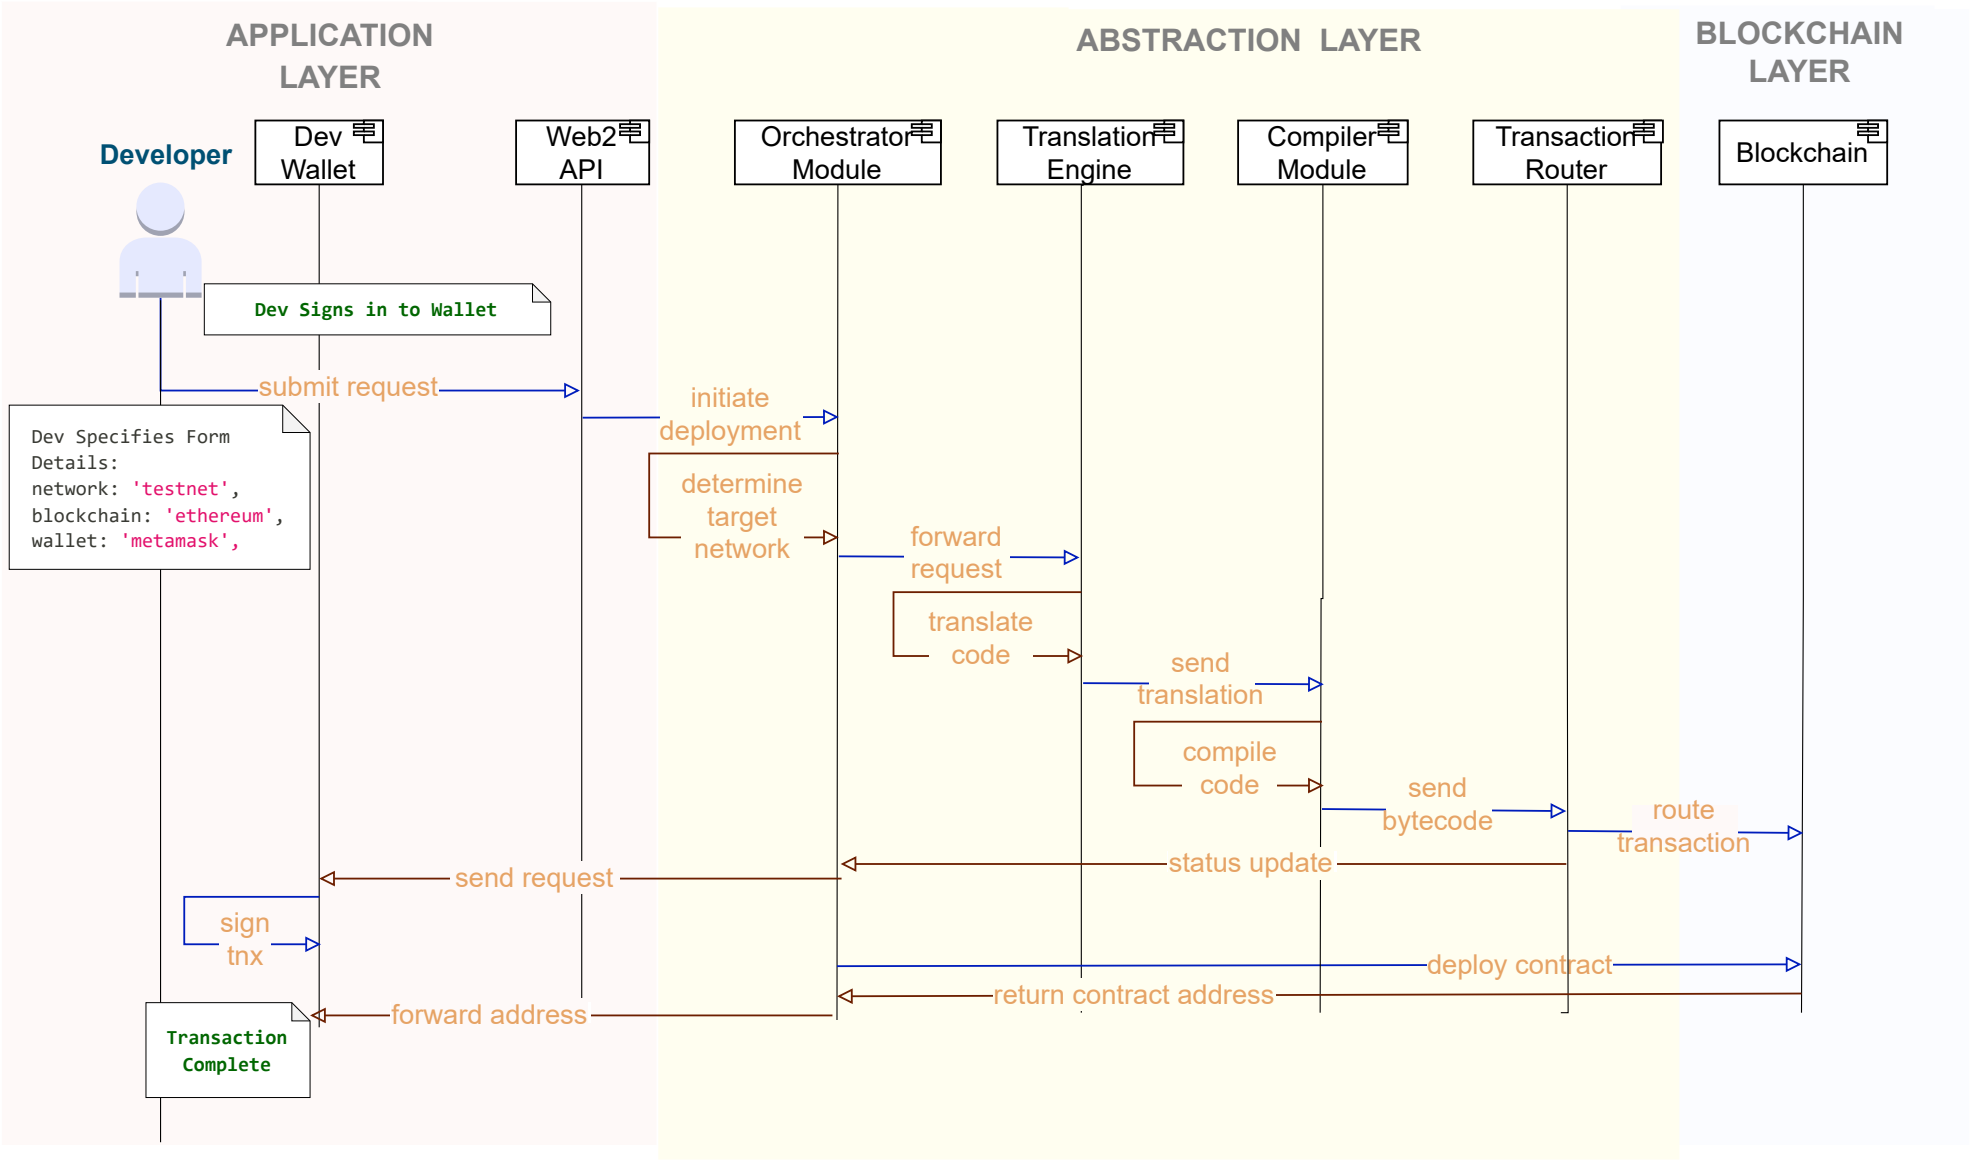 APPLICATION
LAYER
ABSTRACTION LAYER
BLOCKCHAIN
LAYER
Developer
Dev
Wallet
Web2
API
Orchestrator
Module
Translation
Engine
Compiler
Module
Transaction
Router
Blockchain
Dev Signs in to Wallet
submit request
initiate
deployment
Dev Specifies Form
Details:
network: 'testnet',
blockchain: 'ethereum',
wallet: 'metamask',
determine
target
network
forward
request
translate
code
send
translation
compile
code
send
bytecode
route
transaction
status update
send request
sign
tnx
deploy contract
return contract address
forward address
Transaction
Complete